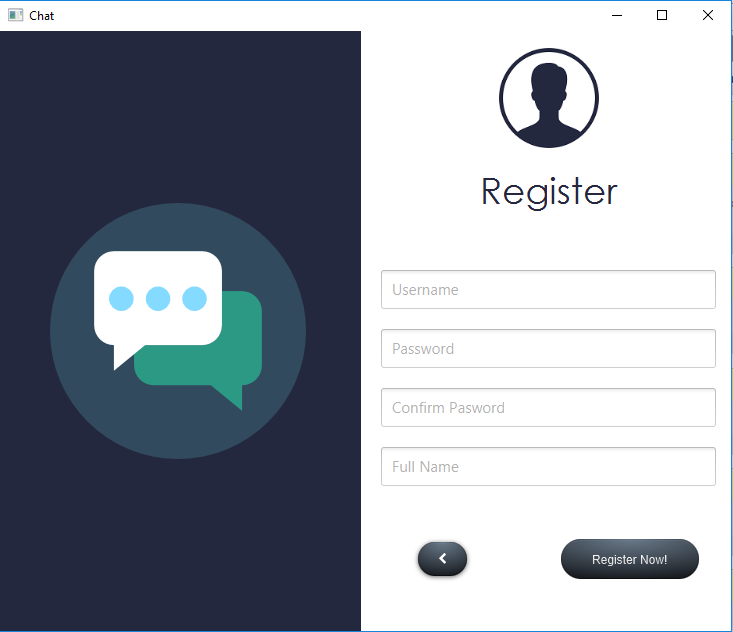 Chat
Register
Username
Password
Confirm Pasword
Full Name
Register Now!